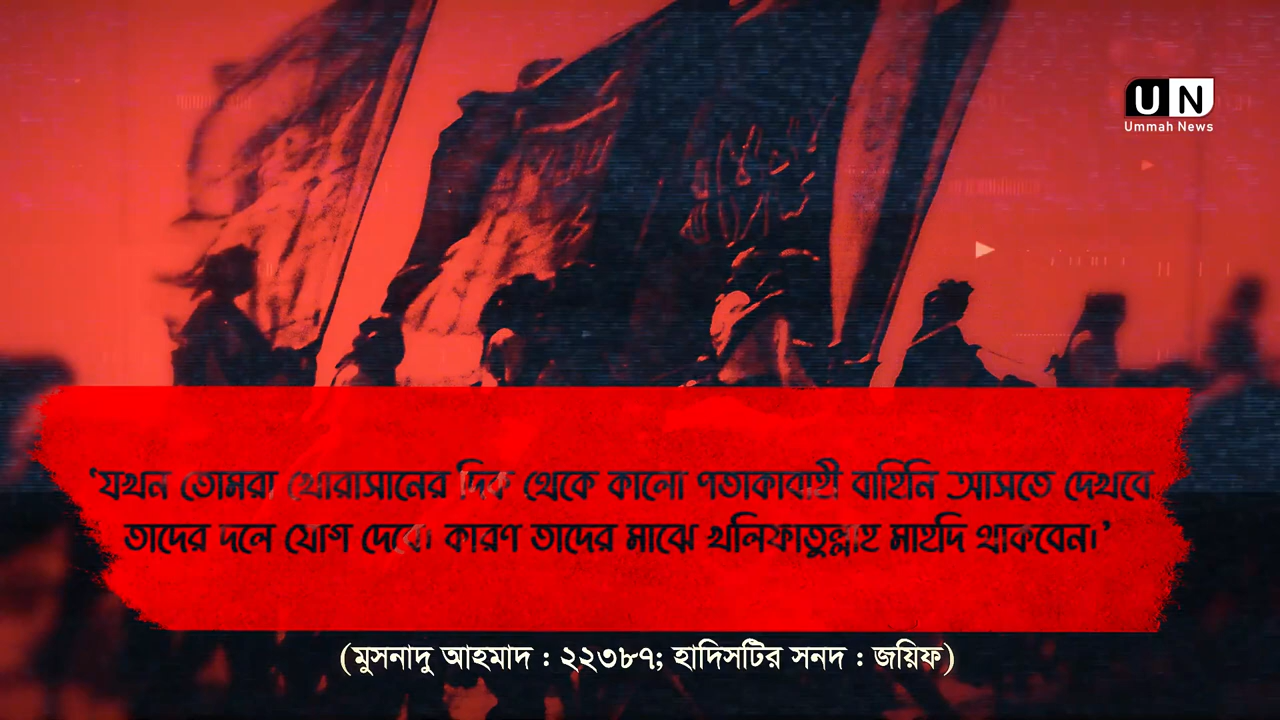 UN
Ummah News
‘যখন তোমরা খোরাসানের দিক থেকে কালো পতাকাবাহী বাহিনি আসতে দেখবে
তাদের দলে যোগ দেবে। কারণ তাদের মাঝে খলিফাতুল্লাহ মাহদি থাকবেন।’
(মুসনাদু আহমাদ : ২২৩৮৭; হাদিসটির সনদ : জয়িফ)